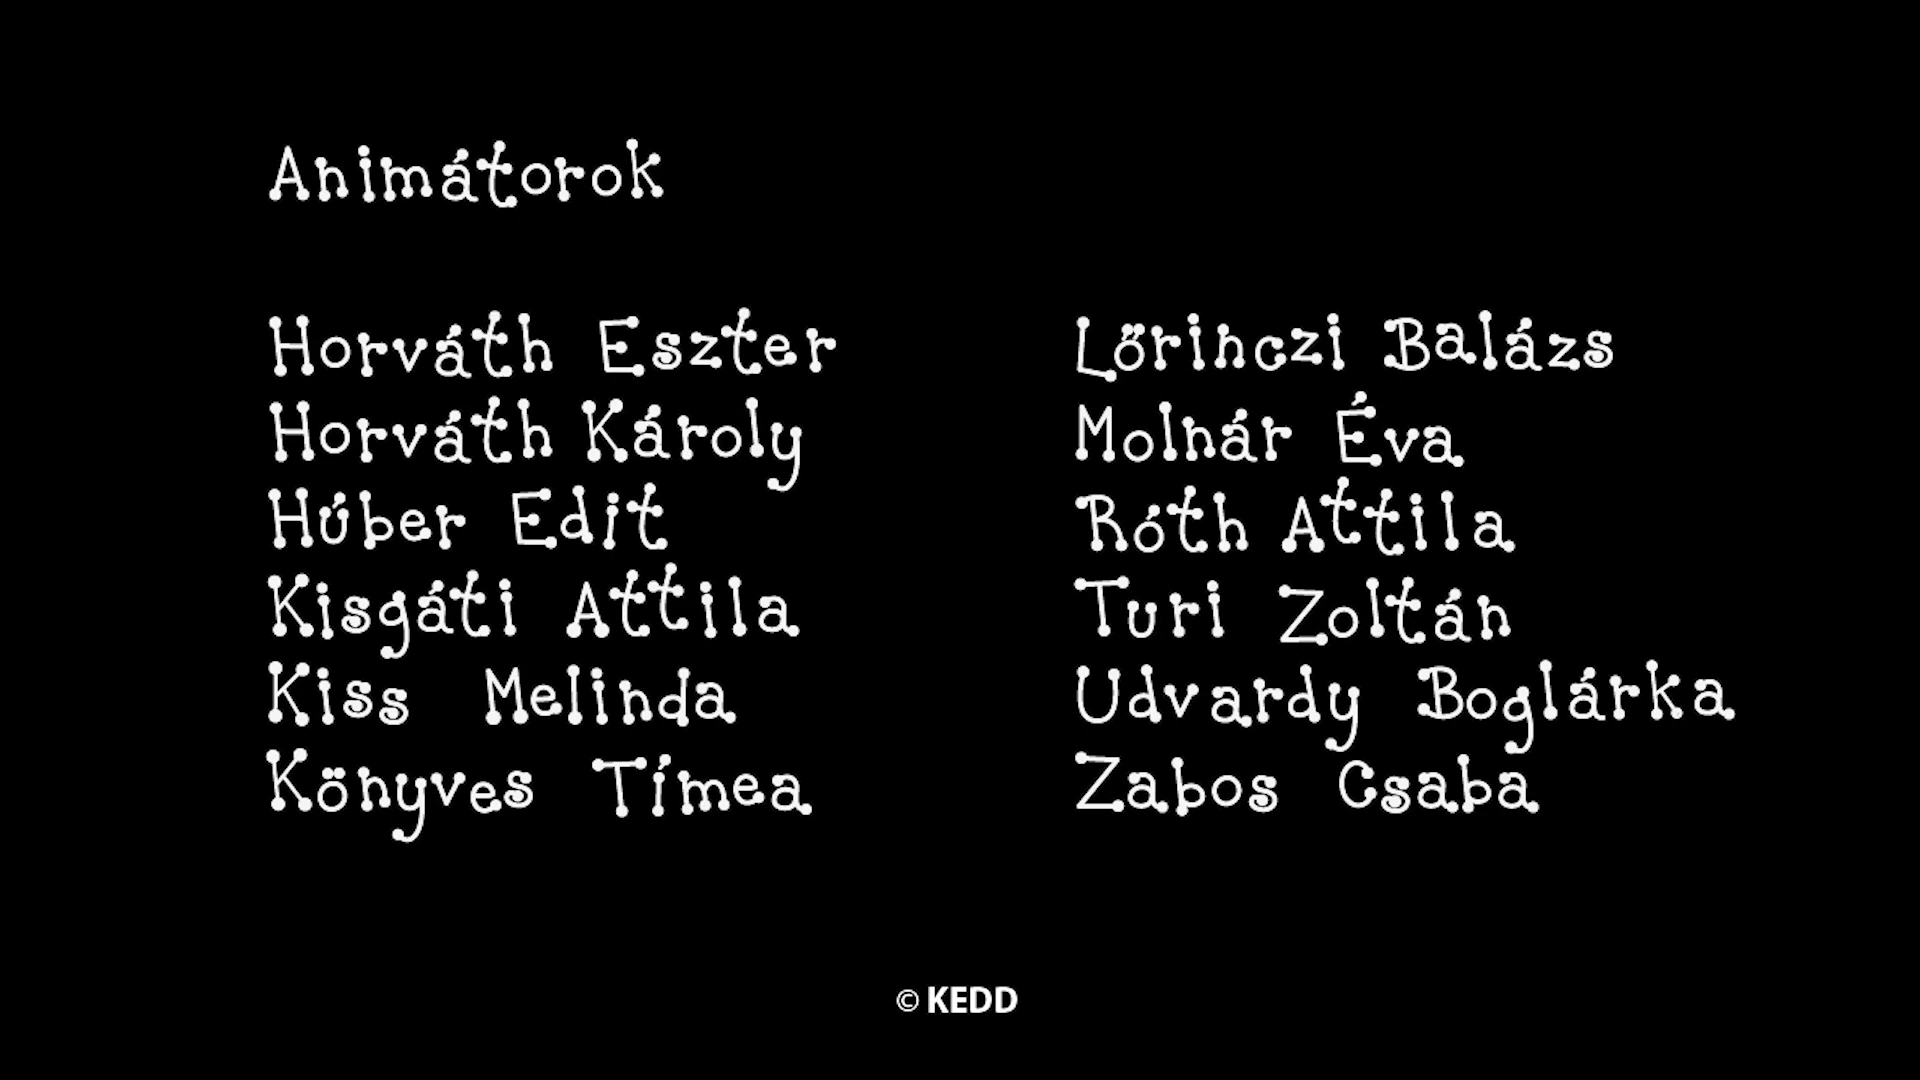 Animátorok
Horváth Eszter
Horváth Károly
Húber Edit
Kisgáti Attila
Kiss Melinda
Könyves Tímea
Lőrinczi Balázs
Molnár Éva
Róth Attila
Turi Zoltán
Udvardy Boglárka
Zabos Csaba
© KEDD